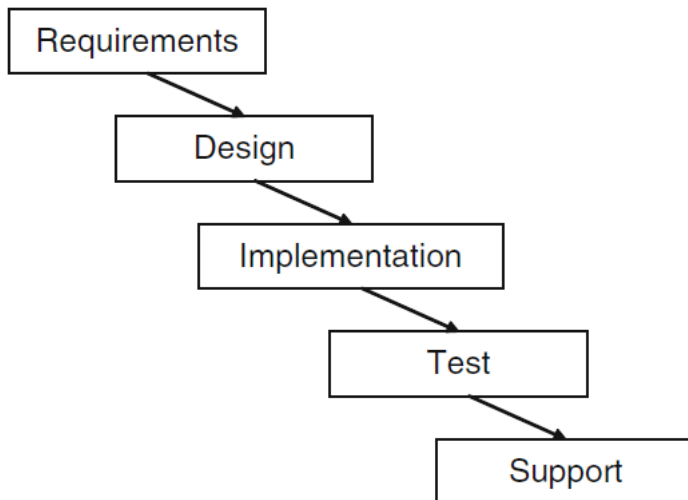 Requirements
Design
Implementation
Test
Support